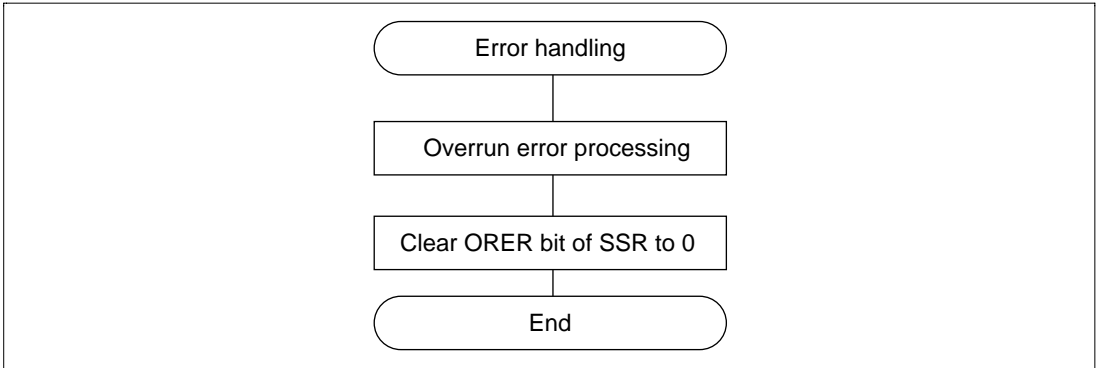 Error handling
Overrun error processing
Clear ORER bit of SSR to 0
End